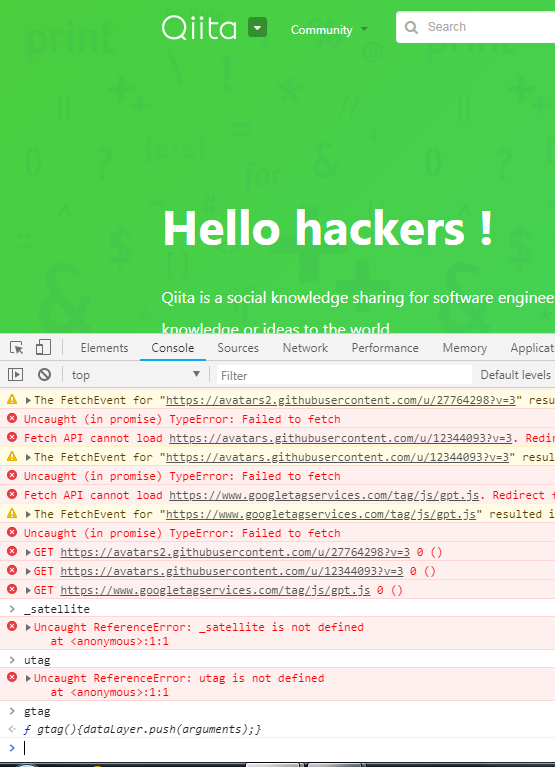 Qiita
Community
Search
print
%
@
\
!
*
//
||
++
=
()
?
[a-z]
&
for
()
?
^
$
#
[]
++
!
&
$
Hello hackers !
Qiita is a social knowledge sharing for software enginee
knowledge or ideas to the world
Elements Console Sources Network Performance Memory Applicat
top Filter Default levels
The FetchEvent for "https://avatars2.githubusercontent.com/u/27764298?v=3" resu
Uncaught (in promise) TypeError: Failed to fetch
Fetch API cannot load https://avatars.githubusercontent.com/u/12344093?v=3. Redir
The FetchEvent for "https://avatars.githubusercontent.com/u/12344093?v=3" result
Uncaught (in promise) TypeError: Failed to fetch
Fetch API cannot load https://www.googletagservices.com/tag/js/gpt.js. Redirect f
The FetchEvent for "https://www.googletagservices.com/tag/js/gpt.js" resulted i
Uncaught (in promise) TypeError: Failed to fetch
GET https://avatars2.githubusercontent.com/u/27764298?v=3 0 ()
GET https://avatars.githubusercontent.com/u/12344093?v=3 0 ()
GET https://www.googletagservices.com/tag/js/gpt.js 0 ()
> _satellite
Uncaught ReferenceError: _satellite is not defined
at <anonymous>:1:1
> utag
Uncaught ReferenceError: utag is not defined
at <anonymous>:1:1
> gtag
ƒ gtag(){dataLayer.push(arguments);}
>